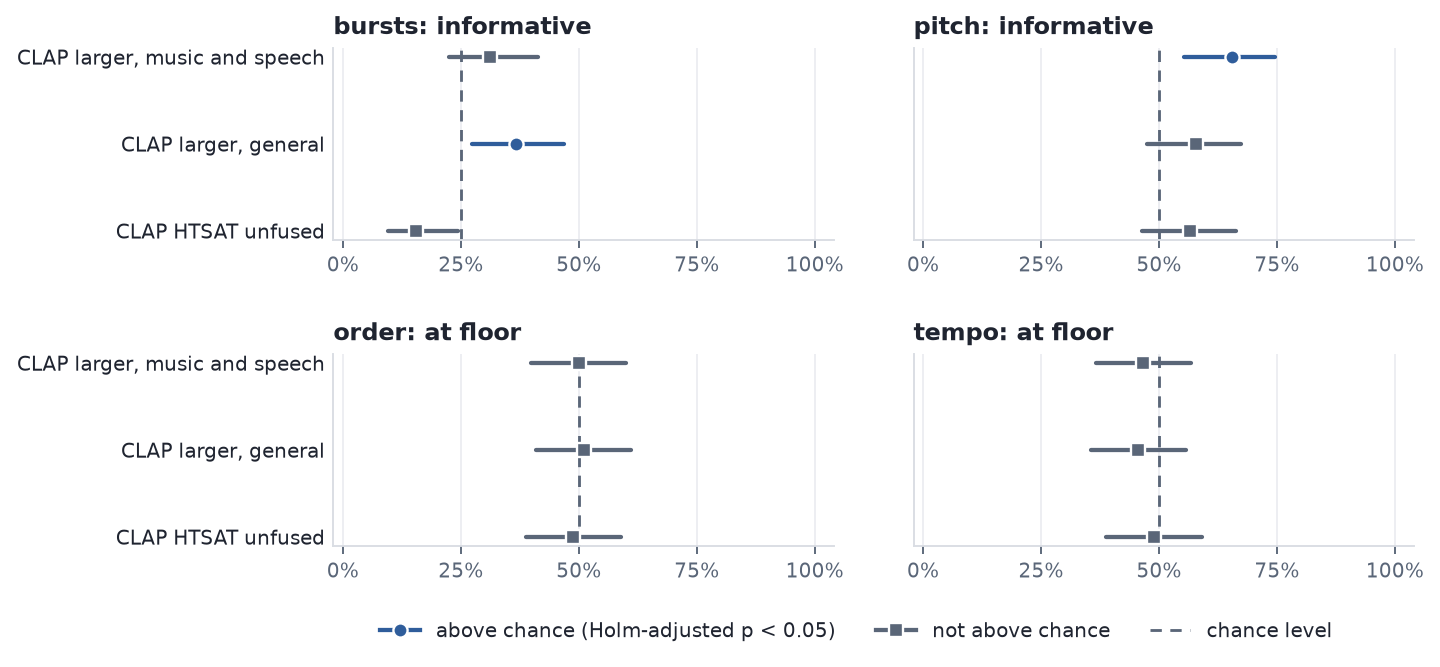 bursts: informative
pitch: informative
CLAP larger, music and speech
CLAP larger, general
CLAP HTSAT unfused
0% 25% 50% 75% 100%
0% 25% 50% 75% 100%
order: at floor
tempo: at floor
CLAP larger, music and speech
CLAP larger, general
CLAP HTSAT unfused
0% 25% 50% 75% 100%
0% 25% 50% 75% 100%
above chance (Holm-adjusted p < 0.05)
not above chance
chance level